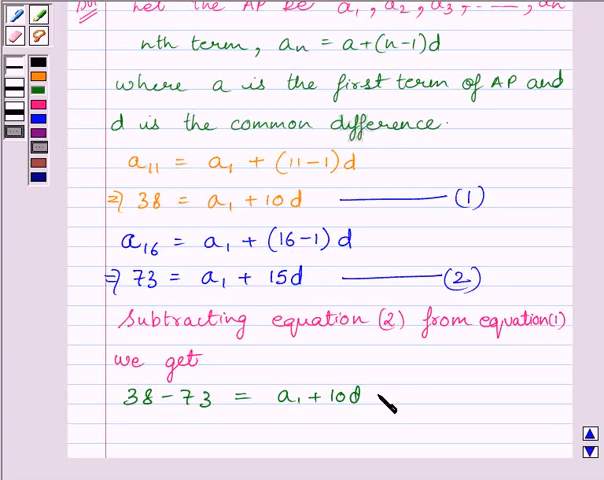 Sol Let the AP be a₁, a₂, a₃, ......, an
nth term, an = a+(n-1)d
where a is the first term of AP and
d is the common difference.
a₁₁ = a₁ + (11-1)d
⇒ 38 = a₁ + 10d ——— (1)
a₁₆ = a₁ + (16-1)d
⇒ 73 = a₁ + 15d ——— (2)
Subtracting equation (2) from equation(1)
we get
38 - 73 = a₁ + 10d